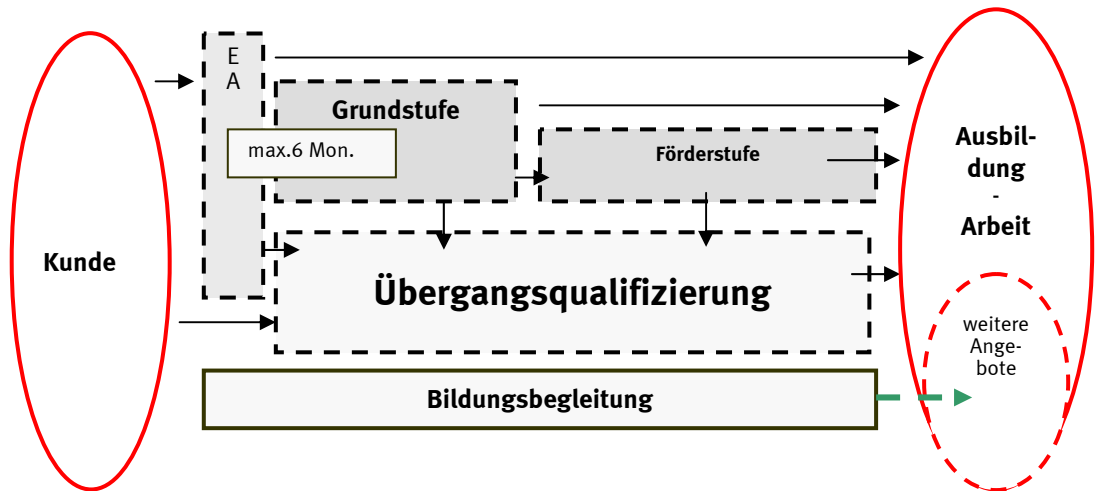 Kunde
E
A
Grundstufe
max.6 Mon.
Förderstufe
Übergangsqualifizierung
Bildungsbegleitung
Ausbil-
dung
-
Arbeit
weitere
Ange-
bote